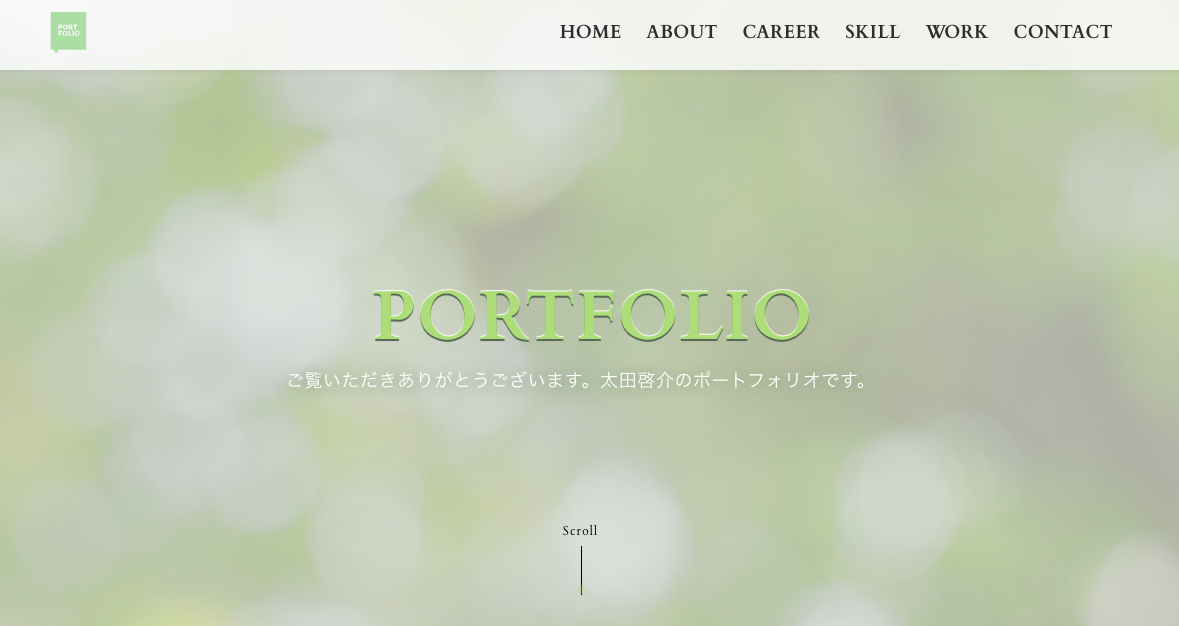 PORT
FOLIO
HOME ABOUT CAREER SKILL WORK CONTACT
PORTFOLIO
ご覧いただきありがとうございます。太田啓介のポートフォリオです。
Scroll